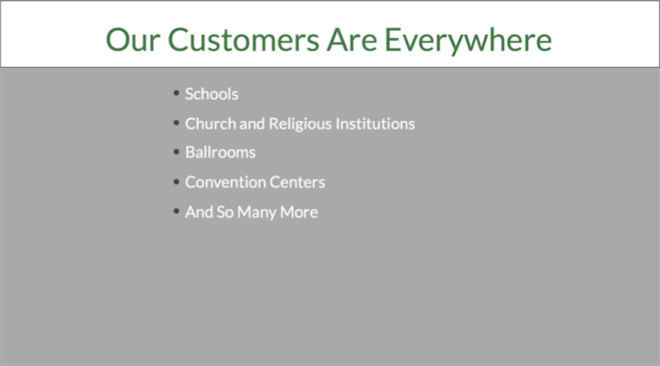 Our Customers Are Everywhere
• Schools
• Church and Religious Institutions
• Ballrooms
• Convention Centers
• And So Many More